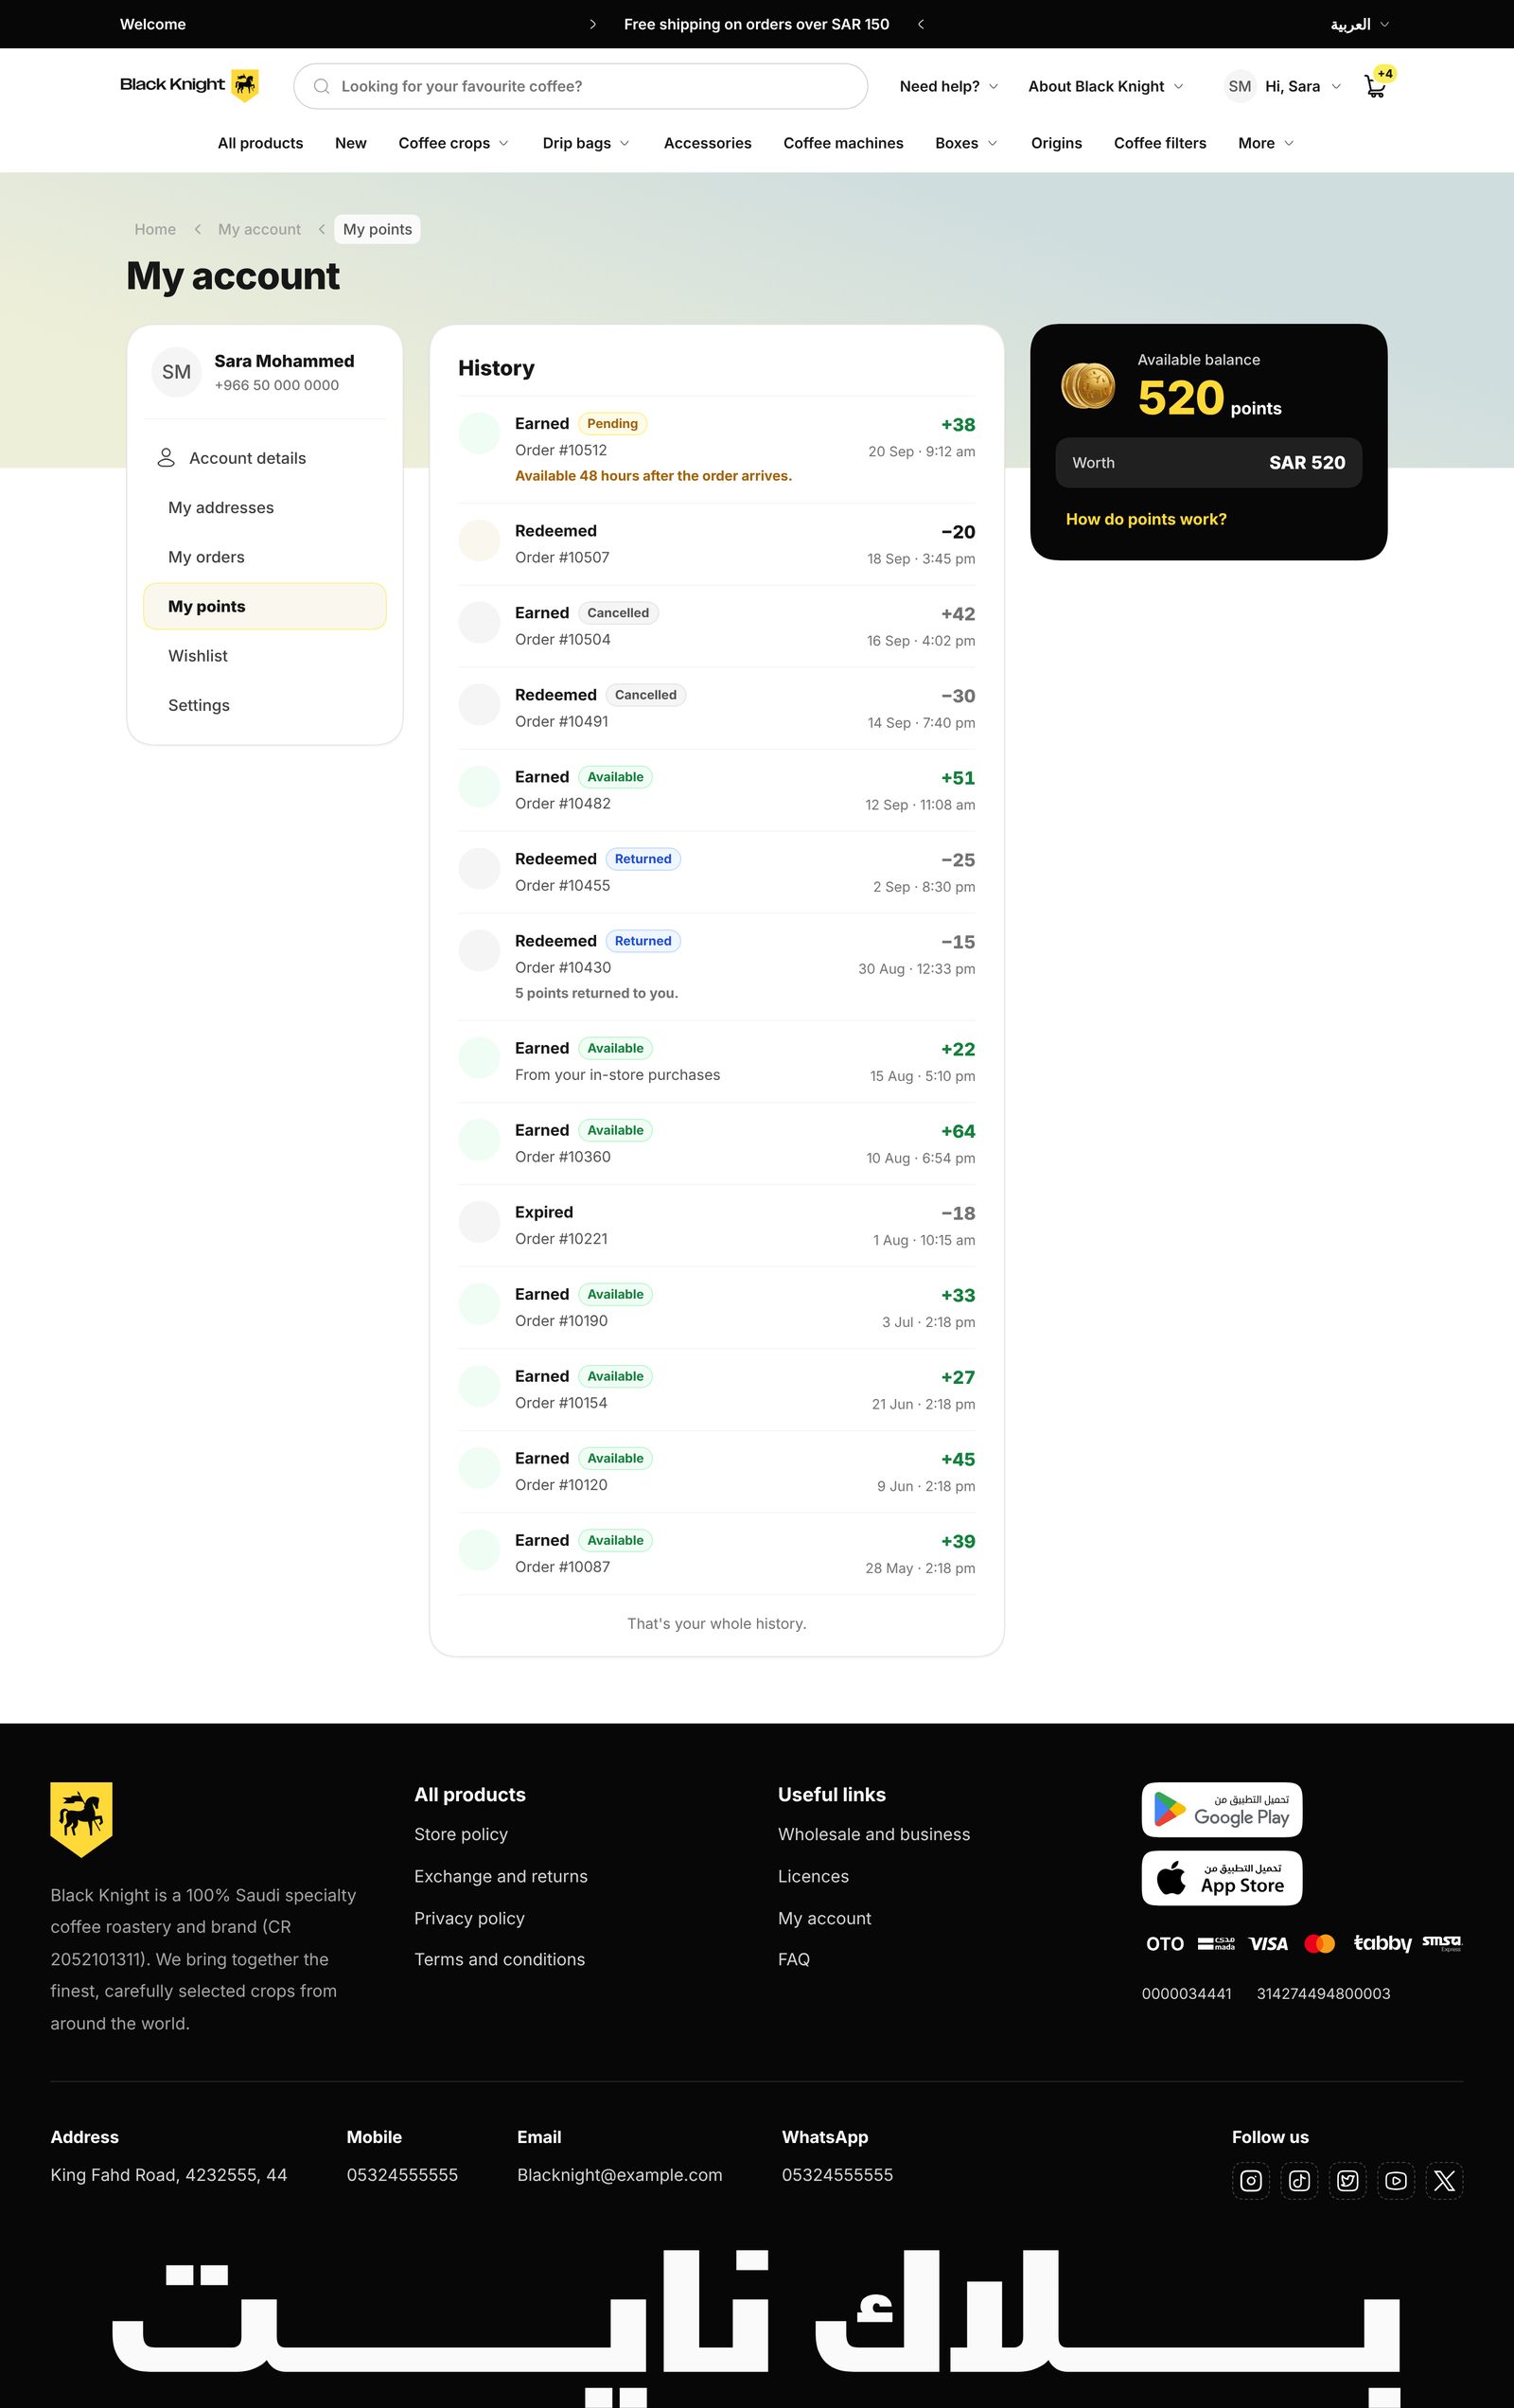 Welcome
Free shipping on orders over SAR 150
العربية
Black Knight
Looking for your favourite coffee?
Need help?
About Black Knight
SM
Hi, Sara
+4
All products
New
Coffee crops
Drip bags
Accessories
Coffee machines
Boxes
Origins
Coffee filters
More
Home
My account
My points
My account
SM
Sara Mohammed
+966 50 000 0000
Account details
My addresses
My orders
My points
Wishlist
Settings
History
Earned Pending +38
Order #10512 20 Sep · 9:12 am
Available 48 hours after the order arrives.
Redeemed −20
Order #10507 18 Sep · 3:45 pm
Earned Cancelled +42
Order #10504 16 Sep · 4:02 pm
Redeemed Cancelled −30
Order #10491 14 Sep · 7:40 pm
Earned Available +51
Order #10482 12 Sep · 11:08 am
Redeemed Returned −25
Order #10455 2 Sep · 8:30 pm
Redeemed Returned −15
Order #10430 30 Aug · 12:33 pm
5 points returned to you.
Earned Available +22
From your in-store purchases 15 Aug · 5:10 pm
Earned Available +64
Order #10360 10 Aug · 6:54 pm
Expired −18
Order #10221 1 Aug · 10:15 am
Earned Available +33
Order #10190 3 Jul · 2:18 pm
Earned Available +27
Order #10154 21 Jun · 2:18 pm
Earned Available +45
Order #10120 9 Jun · 2:18 pm
Earned Available +39
Order #10087 28 May · 2:18 pm
That's your whole history.
Available balance
520 points
Worth SAR 520
How do points work?
Black Knight is a 100% Saudi specialty
coffee roastery and brand (CR
2052101311). We bring together the
finest, carefully selected crops from
around the world.
All products
Store policy
Exchange and returns
Privacy policy
Terms and conditions
Useful links
Wholesale and business
Licences
My account
FAQ
تحميل التطبيق من
Google Play
تحميل التطبيق من
App Store
OTO مدى mada VISA tabby smsa Express
0000034441 314274494800003
Address
King Fahd Road, 4232555, 44
Mobile
05324555555
Email
Blacknight@example.com
WhatsApp
05324555555
Follow us
بـــلاك نايـــت